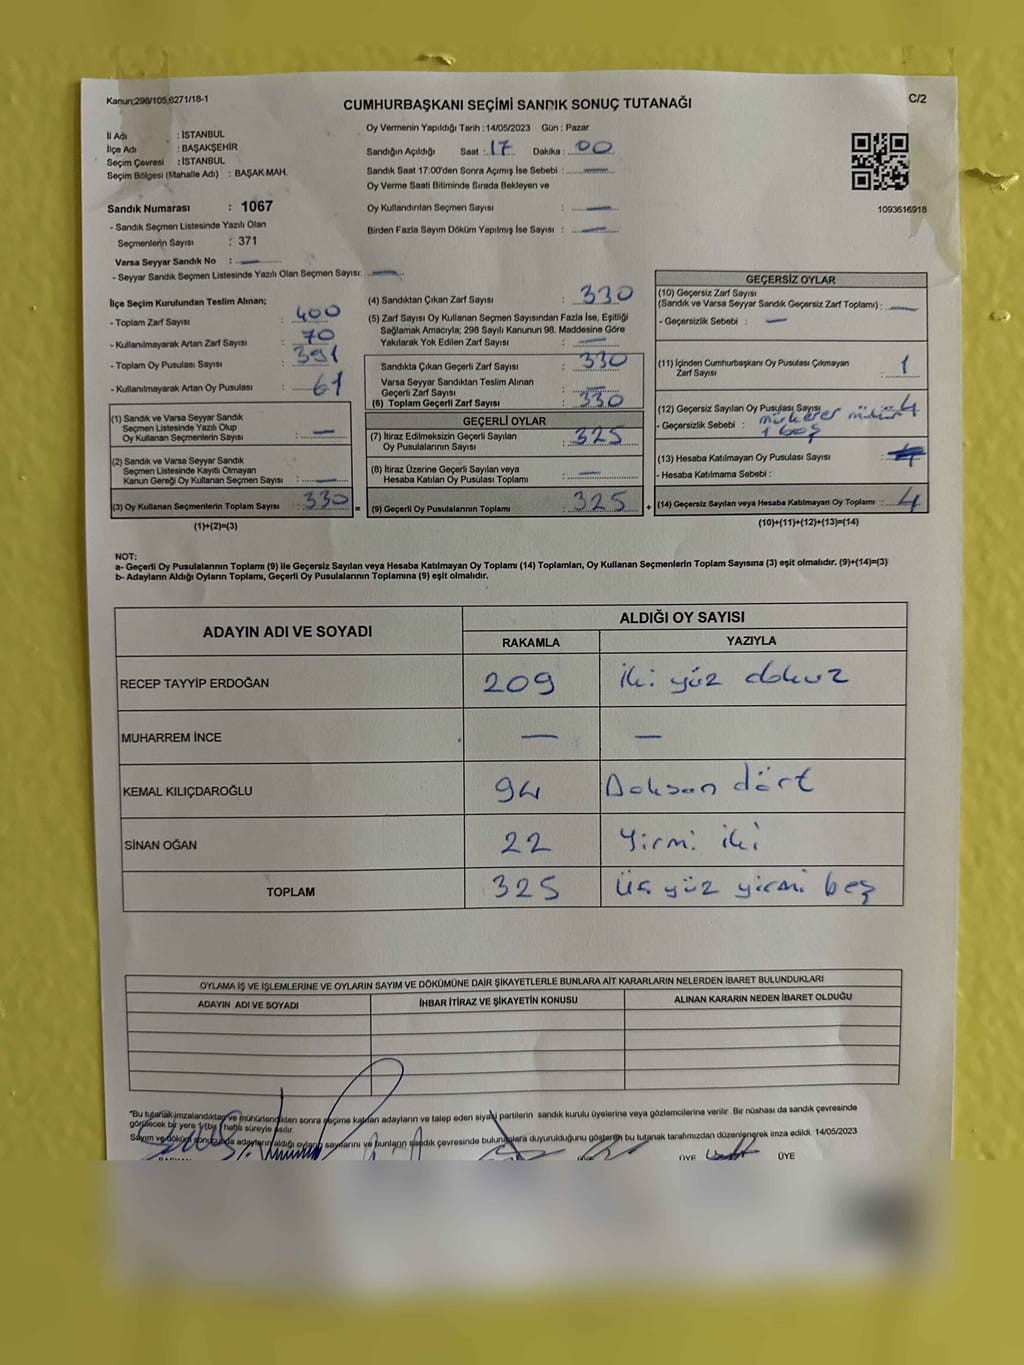 Kanun;298/105,6271/18-1
C/2
CUMHURBAŞKANI SEÇİMİ SANDIK SONUÇ TUTANAĞI
İl Adı : İSTANBUL
İlçe Adı : BAŞAKŞEHİR
Seçim Çevresi : İSTANBUL
Seçim Bölgesi (Mahalle Adı) : BAŞAK MAH.
Sandık Numarası : 1067
- Sandık Seçmen Listesinde Yazılı Olan
Seçmenlerin Sayısı : 371
Varsa Seyyar Sandık No : —
- Seyyar Sandık Seçmen Listesinde Yazılı Olan Seçmen Sayısı: —
Oy Vermenin Yapıldığı Tarih : 14/05/2023 Gün : Pazar
Sandığın Açıldığı Saat : 17 Dakika : 00
Sandık Saat 17:00'den Sonra Açımış İse Sebebi : —
Oy Verme Saati Bitiminde Sırada Bekleyen ve
Oy Kullandırılan Seçmen Sayısı : —
Birden Fazla Sayım Döküm Yapılmış İse Sayısı : —
1093616918
İlçe Seçim Kurulundan Teslim Alınan;
- Toplam Zarf Sayısı : 400
- Kullanılmayarak Artan Zarf Sayısı : 70
- Toplam Oy Pusulası Sayısı : 391
- Kullanılmayarak Artan Oy Pusulası : 61
(1) Sandık ve Varsa Seyyar Sandık
Seçmen Listesinde Yazılı Olup
Oy Kullanan Seçmenlerin Sayısı : —
(2) Sandık ve Varsa Seyyar Sandık
Seçmen Listesinde Kayıtlı Olmayan
Kanun Gereği Oy Kullanan Seçmen Sayısı : —
(3) Oy Kullanan Seçmenlerin Toplam Sayısı : 330 =
(1)+(2)=(3)
(4) Sandıktan Çıkan Zarf Sayısı : 330
(5) Zarf Sayısı Oy Kullanan Seçmen Sayısından Fazla İse, Eşitliği
Sağlamak Amacıyla; 298 Sayılı Kanunun 98. Maddesine Göre
Yakılarak Yok Edilen Zarf Sayısı : —
Sandıkta Çıkan Geçerli Zarf Sayısı : 330
Varsa Seyyar Sandıktan Teslim Alınan
Geçerli Zarf Sayısı : —
(6) Toplam Geçerli Zarf Sayısı : 330
GEÇERLİ OYLAR
(7) İtiraz Edilmeksizin Geçerli Sayılan
Oy Pusulasının Sayısı : 325
(8) İtiraz Üzerine Geçerli Sayılan veya
Hesaba Katılan Oy Pusulası Toplamı : —
(9) Geçerli Oy Pusulalarının Toplamı : 325 +
GEÇERSİZ OYLAR
(10) Geçersiz Zarf Sayısı
(Sandık ve Varsa Seyyar Sandık Geçersiz Zarf Toplamı) : —
- Geçersizlik Sebebi : —
(11) İçinden Cumhurbaşkanı Oy Pusulası Çıkmayan
Zarf Sayısı : 1
(12) Geçersiz Sayılan Oy Pusulası Sayısı : 4
- Geçersizlik Sebebi : mükerer mühür
1 boş
(13) Hesaba Katılmayan Oy Pusulası Sayısı :
- Hesaba Katılmama Sebebi :
(14) Geçersiz Sayılan veya Hesaba Katılmayan Oy Toplamı : 4
(10)+(11)+(12)+(13)=(14)
NOT:
a- Geçerli Oy Pusulalarının Toplamı (9) ile Geçersiz Sayılan veya Hesaba Katılmayan Oy Toplamı (14) Toplamları, Oy Kullanan Seçmenlerin Toplam Sayısına (3) eşit olmalıdır. (9)+(14)=(3)
b- Adayların Aldığı Oyların Toplamı, Geçerli Oy Pusulalarının Toplamına (9) eşit olmalıdır.
ADAYIN ADI VE SOYADI
ALDIĞI OY SAYISI
RAKAMLA YAZIYLA
RECEP TAYYİP ERDOĞAN 209 iki yüz dokuz
MUHARREM İNCE — —
KEMAL KILIÇDAROĞLU 94 Doksan dört
SİNAN OĞAN 22 Yirmi iki
TOPLAM 325 Üç yüz yirmi beş
OYLAMA İŞ VE İŞLEMLERİNE VE OYLARIN SAYIM VE DÖKÜMÜNE DAİR ŞİKAYETLERLE BUNLARA AİT KARARLARIN NELERDEN İBARET BULUNDUKLARI
ADAYIN ADI VE SOYADI İHBAR İTİRAZ VE ŞİKAYETİN KONUSU ALINAN KARARIN NEDEN İBARET OLDUĞU
*Bu tutanak imzalandıktan ve mühürlendikten sonra seçime katılan adayların ve talep eden siyasi partilerin sandık kurulu üyelerine veya gözlemcilerine verilir. Bir nüshası da sandık çevresinde
görülecek bir yere 1 (bir) hafta süreyle asılır.
Sayım ve döküm sonucunda adayların aldığı oyların sayılarını ve bunların sandık çevresinde bulunanlara duyurulduğunu gösteren bu tutanak tarafımızdan düzenlenerek imza edildi. 14/05/2023
ÜYE ÜYE